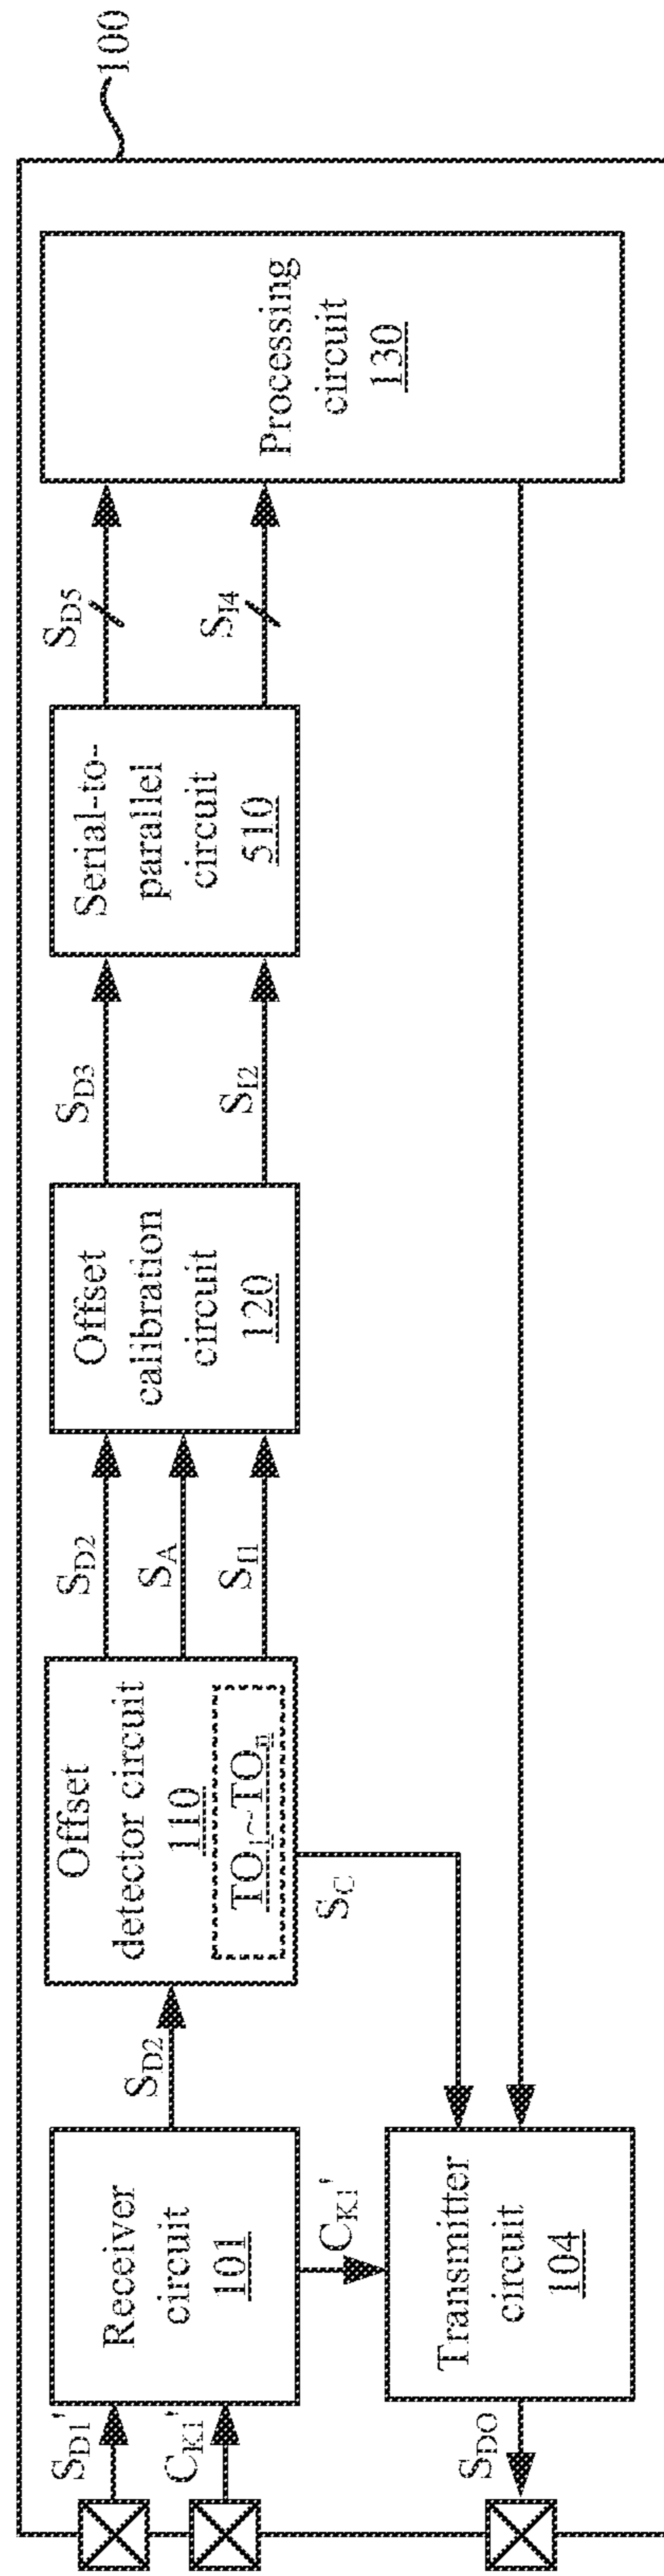 100
S_D1'
C_K1'
S_DO
Receiver
circuit
101
C_K1'
Transmitter
circuit
104
S_D2
Offset
detector circuit
110
TO_1~TO_n
S_C
S_D2
S_A
S_I1
Offset
calibration
circuit
120
S_D3
S_I2
Serial-to-
parallel
circuit
510
S_D5
S_I4
Processing
circuit
130